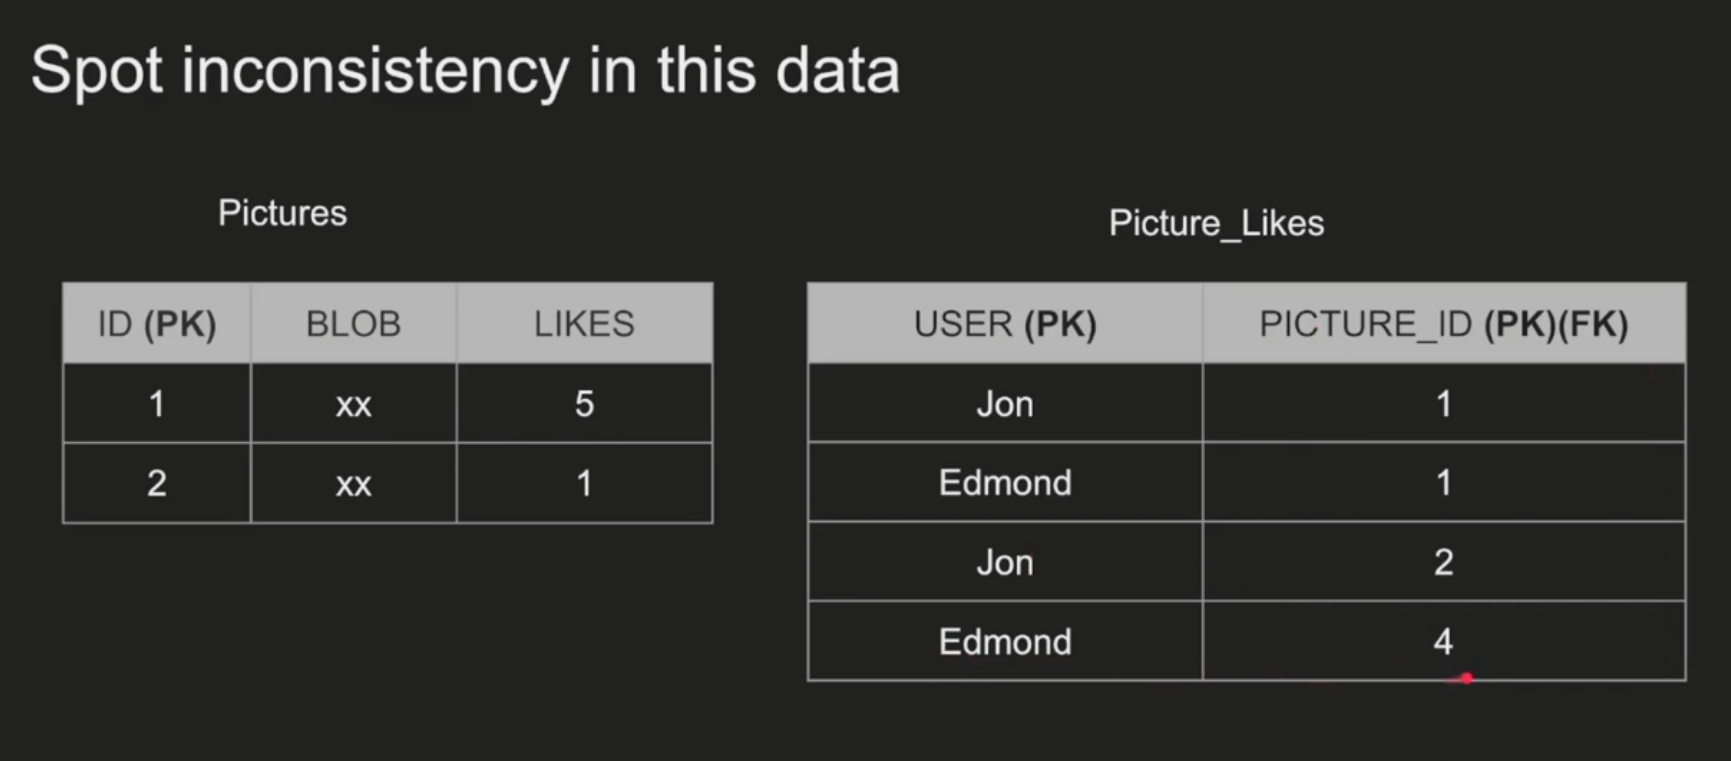 Spot inconsistency in this data
Pictures
ID (PK) BLOB LIKES
1 xx 5
2 xx 1
Picture_Likes
USER (PK) PICTURE_ID (PK)(FK)
Jon 1
Edmond 1
Jon 2
Edmond 4